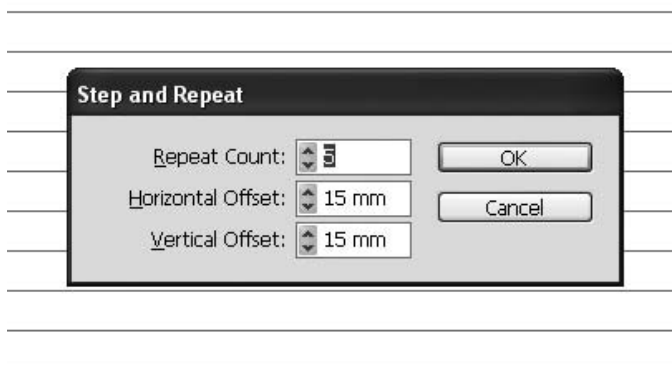 Step and Repeat
Repeat Count: 5
OK
Horizontal Offset: 15 mm
Cancel
Vertical Offset: 15 mm